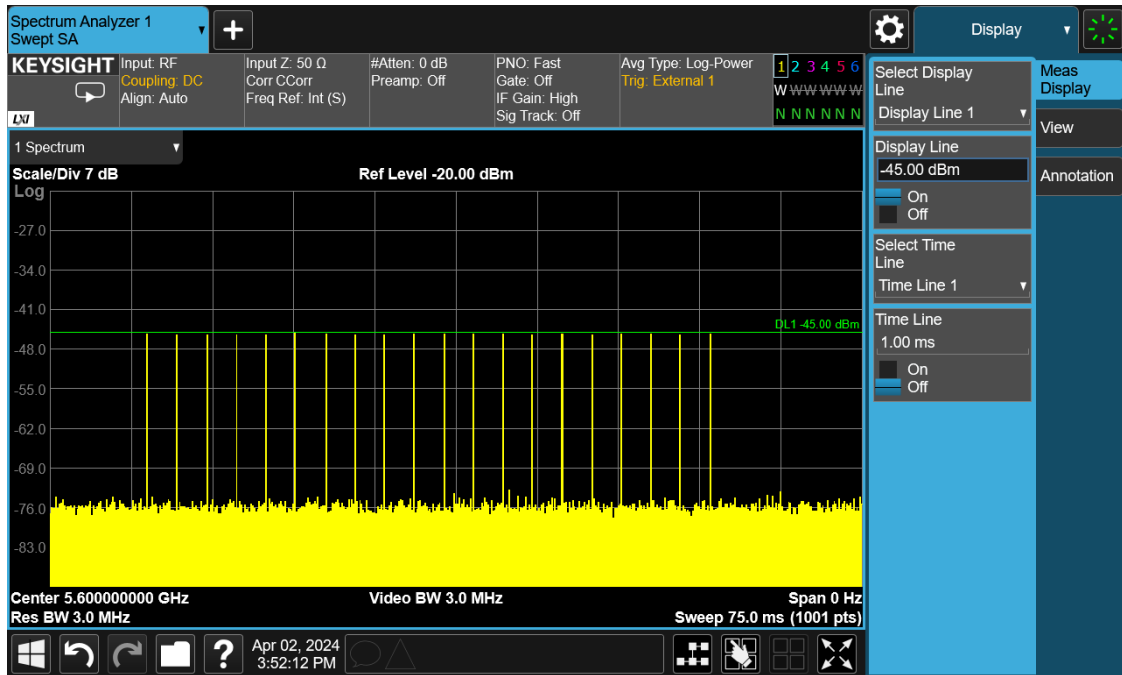 Spectrum Analyzer 1
Swept SA
Display
KEYSIGHT
LXI
Input: RF
Coupling: DC
Align: Auto
Input Z: 50 Ω
Corr CCorr
Freq Ref: Int (S)
#Atten: 0 dB
Preamp: Off
PNO: Fast
Gate: Off
IF Gain: High
Sig Track: Off
Avg Type: Log-Power
Trig: External 1
1 2 3 4 5 6
W W W W W W
N N N N N N
1 Spectrum
Scale/Div 7 dB
Ref Level -20.00 dBm
Log
-27.0
-34.0
-41.0
DL1 -45.00 dBm
-48.0
-55.0
-62.0
-69.0
-76.0
-83.0
Center 5.600000000 GHz
Video BW 3.0 MHz
Span 0 Hz
Res BW 3.0 MHz
Sweep 75.0 ms (1001 pts)
?
Apr 02, 2024
3:52:12 PM
Select Display
Line
Display Line 1
Display Line
-45.00 dBm
On
Off
Select Time
Line
Time Line 1
Time Line
1.00 ms
On
Off
Meas
Display
View
Annotation